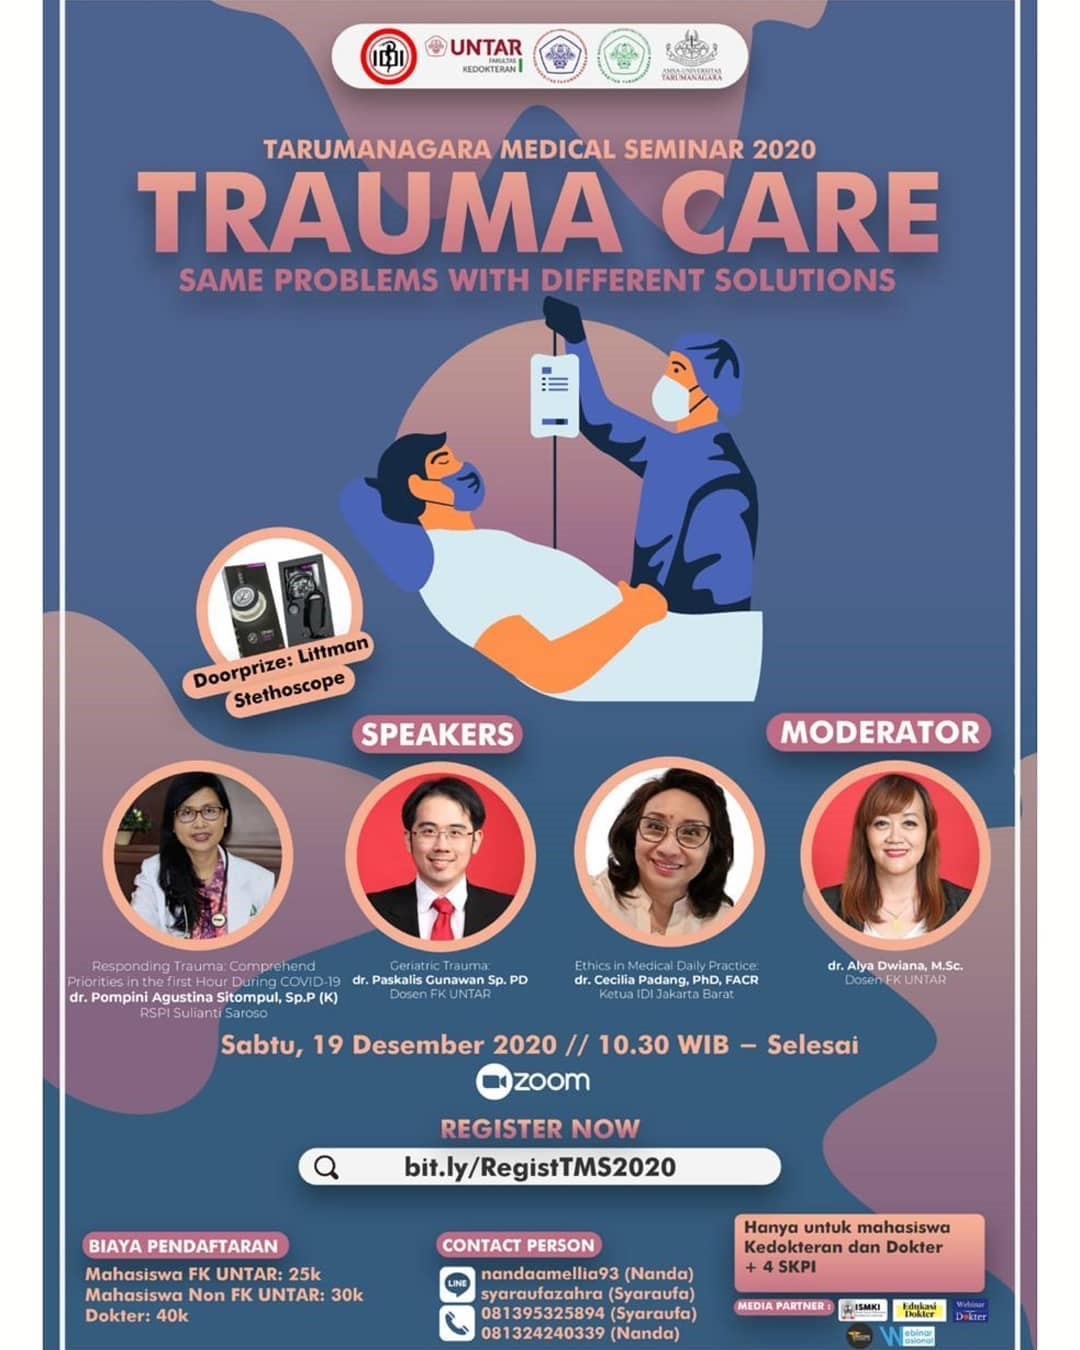 IDI
UNTAR
FAKULTAS
KEDOKTERAN
AMSA-UNIVERSITAS
TARUMANAGARA
TARUMANAGARA MEDICAL SEMINAR 2020
TRAUMA CARE
SAME PROBLEMS WITH DIFFERENT SOLUTIONS
Doorprize: Littman
Stethoscope
SPEAKERS
MODERATOR
Responding Trauma: Comprehend
Priorities in the first Hour During COVID-19
dr. Pompini Agustina Sitompul, Sp.P (K)
RSPI Sulianti Saroso
Geriatric Trauma:
dr. Paskalis Gunawan Sp. PD
Dosen FK UNTAR
Ethics in Medical Daily Practice:
dr. Cecilia Padang, PhD, FACR
Ketua IDI Jakarta Barat
dr. Alya Dwiana, M.Sc.
Dosen FK UNTAR
Sabtu, 19 Desember 2020 // 10.30 WIB – Selesai
zoom
REGISTER NOW
bit.ly/RegistTMS2020
BIAYA PENDAFTARAN
Mahasiswa FK UNTAR: 25k
Mahasiswa Non FK UNTAR: 30k
Dokter: 40k
CONTACT PERSON
LINE
nandaamellia93 (Nanda)
syaraufazahra (Syaraufa)
081395325894 (Syaraufa)
081324240339 (Nanda)
Hanya untuk mahasiswa
Kedokteran dan Dokter
+ 4 SKPI
MEDIA PARTNER :
ISMKI
Edukasi
Dokter
Webinar
Dokter